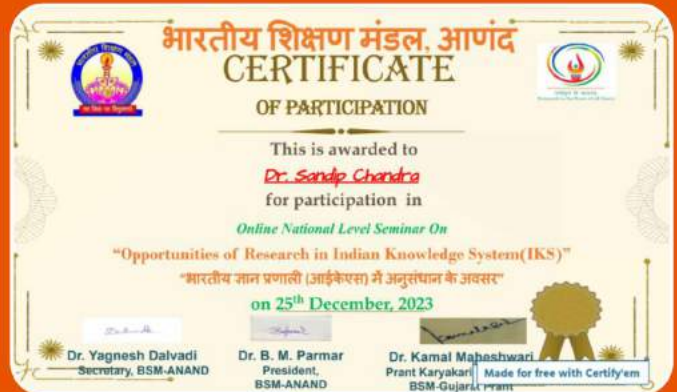 भारतीय शिक्षण मंडल, आणंद
CERTIFICATE
OF PARTICIPATION
This is awarded to
Dr. Sandip Chandra
for participation in
Online National Level Seminar On
“Opportunities of Research in Indian Knowledge System(IKS)”
“भारतीय ज्ञान प्रणाली (आईकेएस) में अनुसंधान के अवसर”
on 25th December, 2023
Dr. Yagnesh Dalvadi
Secretary, BSM-ANAND
Dr. B. M. Parmar
President,
BSM-ANAND
Dr. Kamal Maheshwari
Prant Karyakari
BSM-Gujarat Prant
Made for free with Certify'em